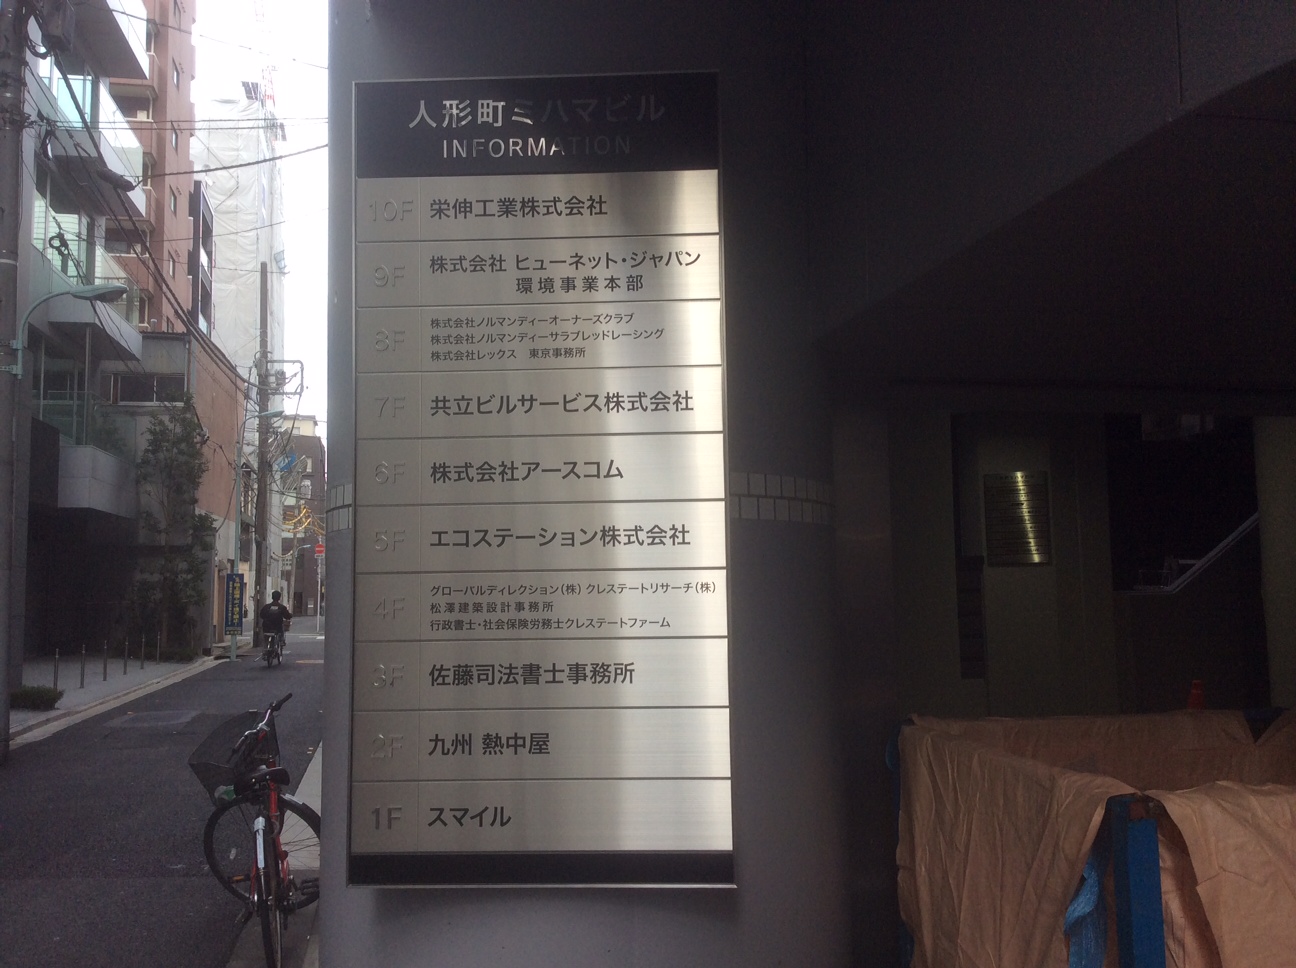 人形町ミハマビル
INFORMATION
10F 栄伸工業株式会社
9F 株式会社 ヒューネット・ジャパン
環境事業本部
8F 株式会社ノルマンディーオーナーズクラブ
株式会社ノルマンディーサラブレッドレーシング
株式会社レックス 東京事務所
7F 共立ビルサービス株式会社
6F 株式会社アースコム
5F エコステーション株式会社
4F グローバルディレクション(株) クレステートリサーチ(株)
松澤建築設計事務所
行政書士・社会保険労務士クレステートファーム
3F 佐藤司法書士事務所
2F 九州 熱中屋
1F スマイル